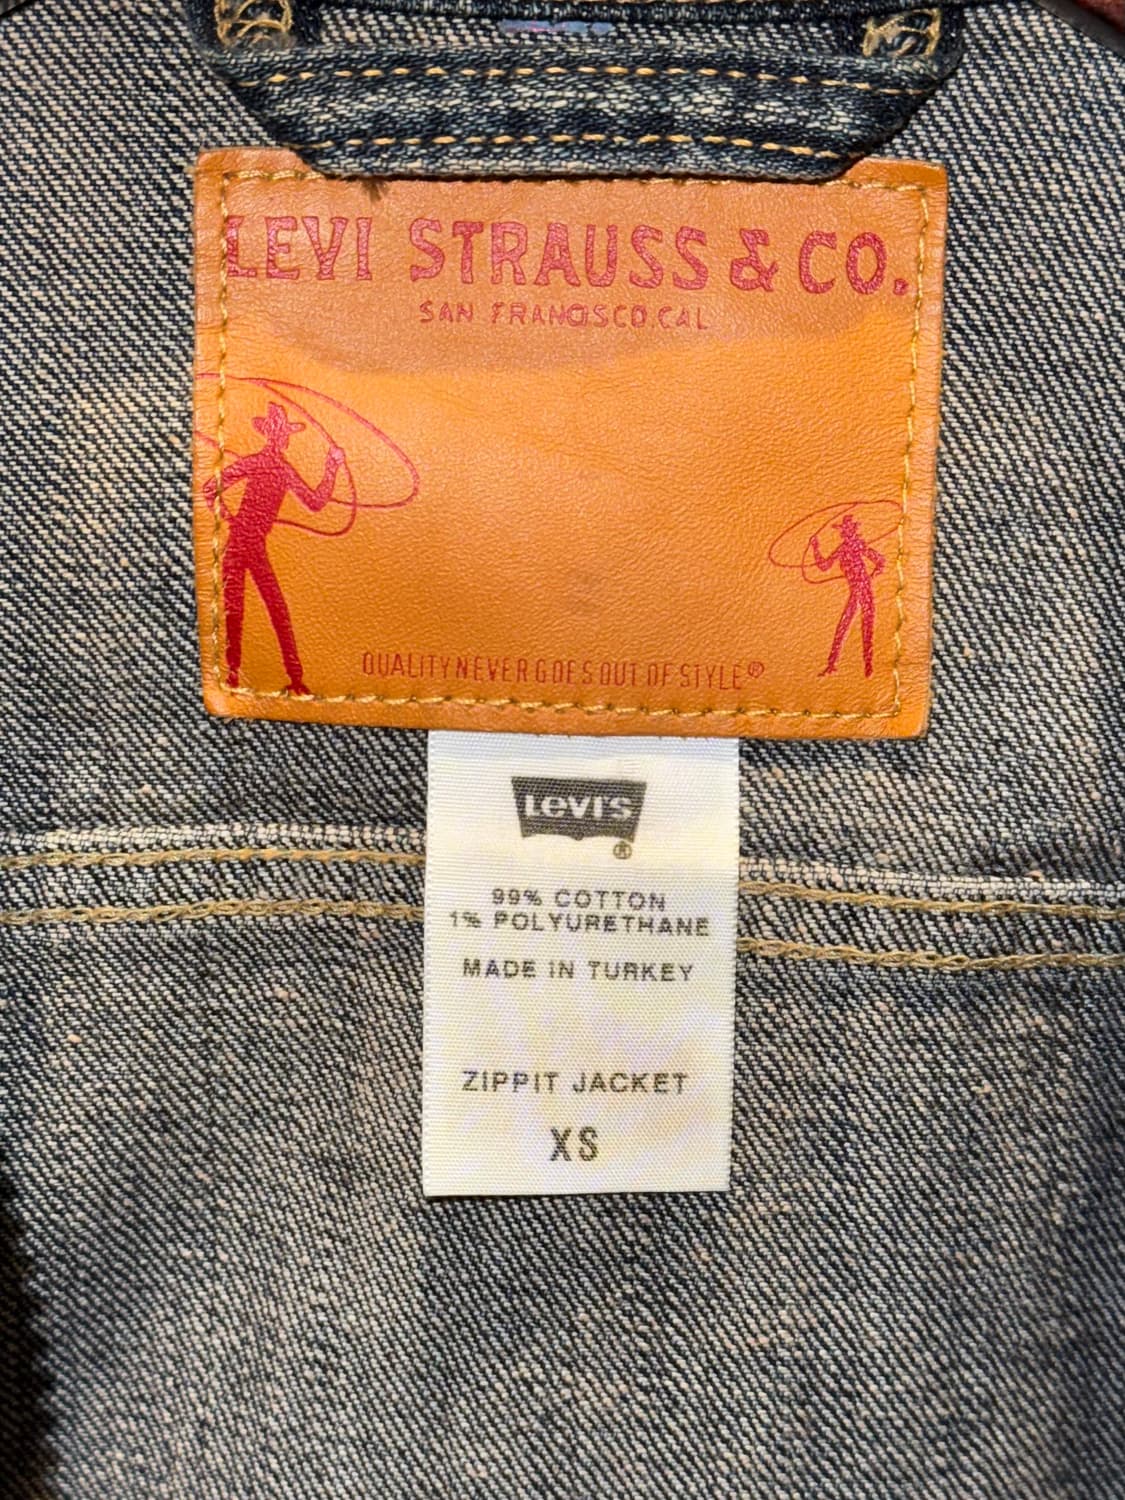 LEVI STRAUSS & CO.
SAN FRANCISCO, CAL
QUALITY NEVER GOES OUT OF STYLE®
LEVI'S
®
99% COTTON
1% POLYURETHANE
MADE IN TURKEY
ZIPPIT JACKET
XS